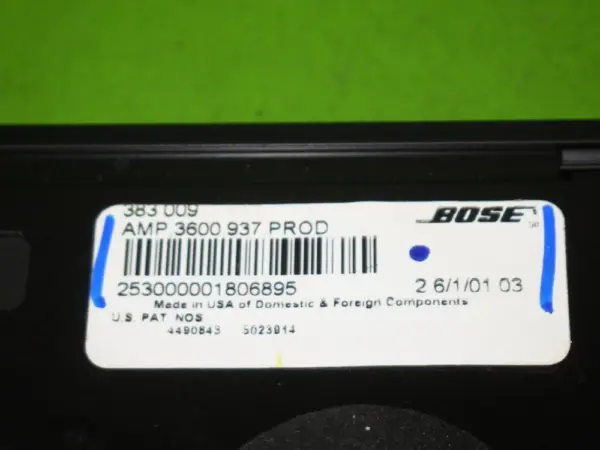 383 009
BOSE
AMP 3600 937 PROD
253000001806895
2 6/1/01 03
Made in USA of Domestic & Foreign Components
U.S. PAT NOS
4490843 5023914